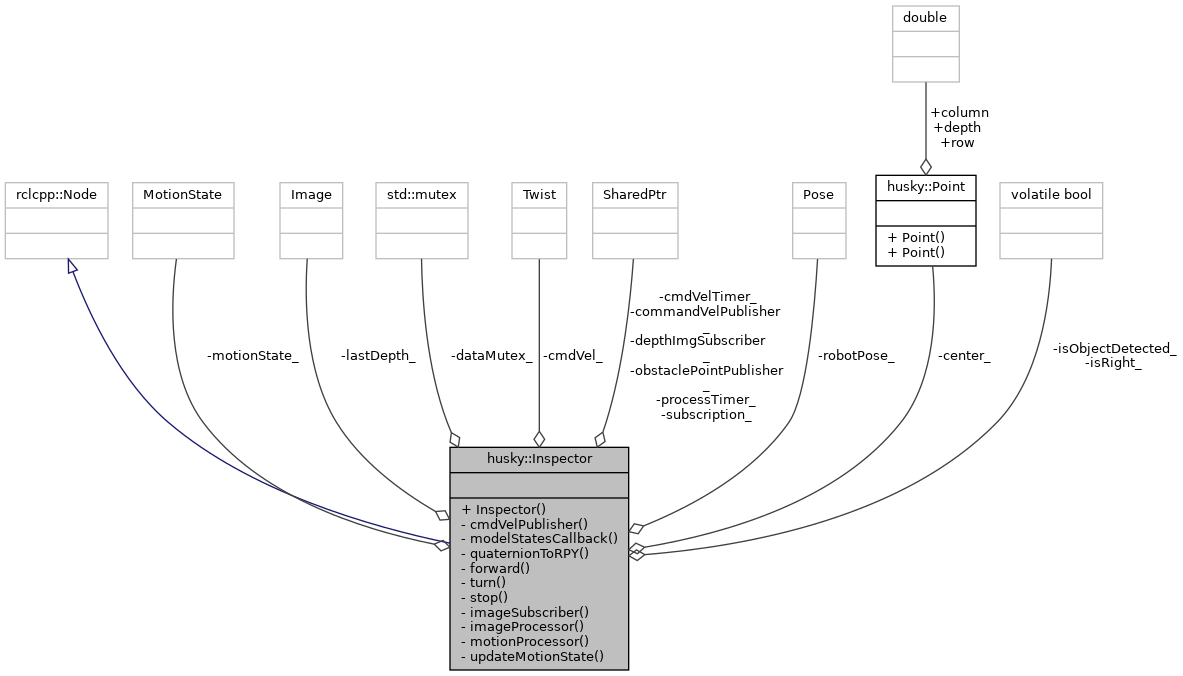 double
+column
+depth
+row
rclcpp::Node
MotionState
Image
std::mutex
Twist
SharedPtr
Pose
husky::Point
+ Point()
+ Point()
volatile bool
-motionState_
-lastDepth_
-dataMutex_
-cmdVel_
-cmdVelTimer_
-commandVelPublisher
_
-depthImgSubscriber
_
-obstaclePointPublisher
_
-processTimer_
-subscription_
-robotPose_
-center_
-isObjectDetected_
-isRight_
husky::Inspector
+ Inspector()
- cmdVelPublisher()
- modelStatesCallback()
- quaternionToRPY()
- forward()
- turn()
- stop()
- imageSubscriber()
- imageProcessor()
- motionProcessor()
- updateMotionState()